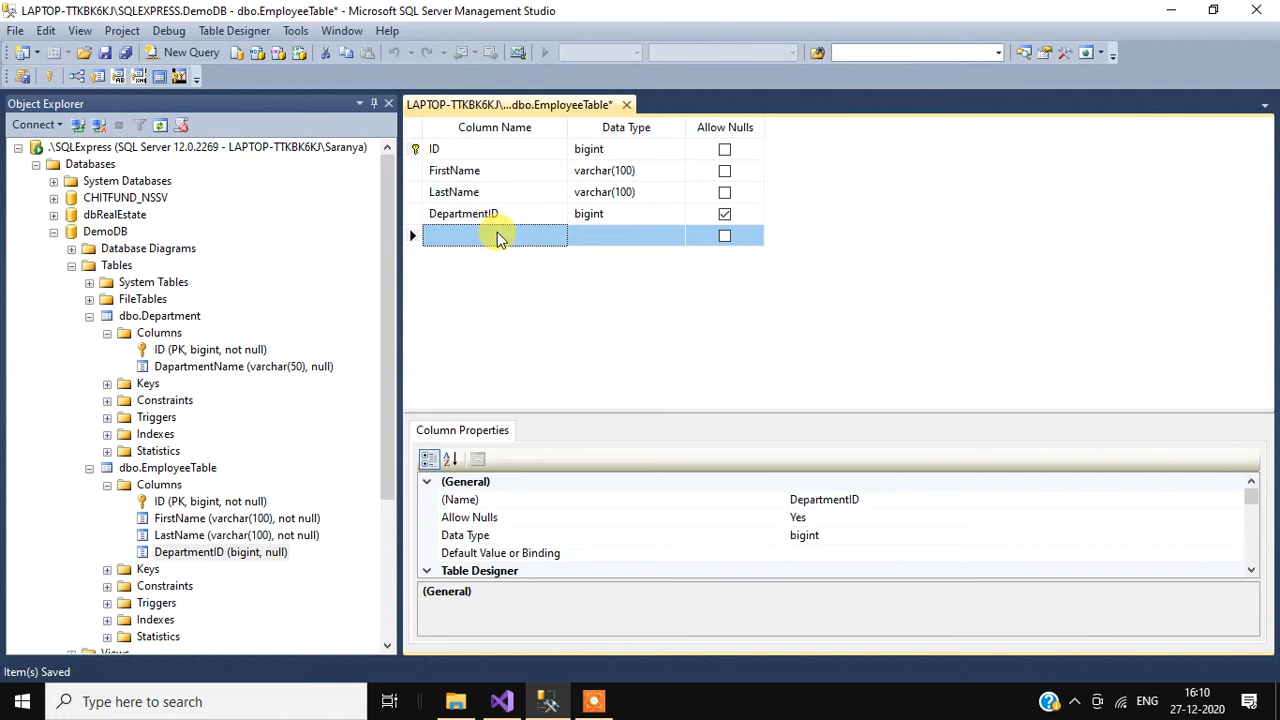 LAPTOP-TTKBK6KJ\SQLEXPRESS.DemoDB - dbo.EmployeeTable* - Microsoft SQL Server Management Studio
File Edit View Project Debug Table Designer Tools Window Help
New Query
Object Explorer
LAPTOP-TTKBK6KJ\...dbo.EmployeeTable*
Connect
Column Name Data Type Allow Nulls
.\SQLExpress (SQL Server 12.0.2269 - LAPTOP-TTKBK6KJ\Saranya)
ID bigint
Databases
FirstName varchar(100)
System Databases
LastName varchar(100)
CHITFUND_NSSV
DepartmentID bigint
dbRealEstate
DemoDB
Database Diagrams
Tables
System Tables
FileTables
dbo.Department
Columns
ID (PK, bigint, not null)
DapartmentName (varchar(50), null)
Keys
Constraints
Triggers
Indexes
Statistics
dbo.EmployeeTable
Columns
ID (PK, bigint, not null)
FirstName (varchar(100), not null)
LastName (varchar(100), not null)
DepartmentID (bigint, null)
Keys
Constraints
Triggers
Indexes
Statistics
Column Properties
(General)
(Name) DepartmentID
Allow Nulls Yes
Data Type bigint
Default Value or Binding
Table Designer
(General)
Item(s) Saved
Type here to search
ENG
16:10
27-12-2020